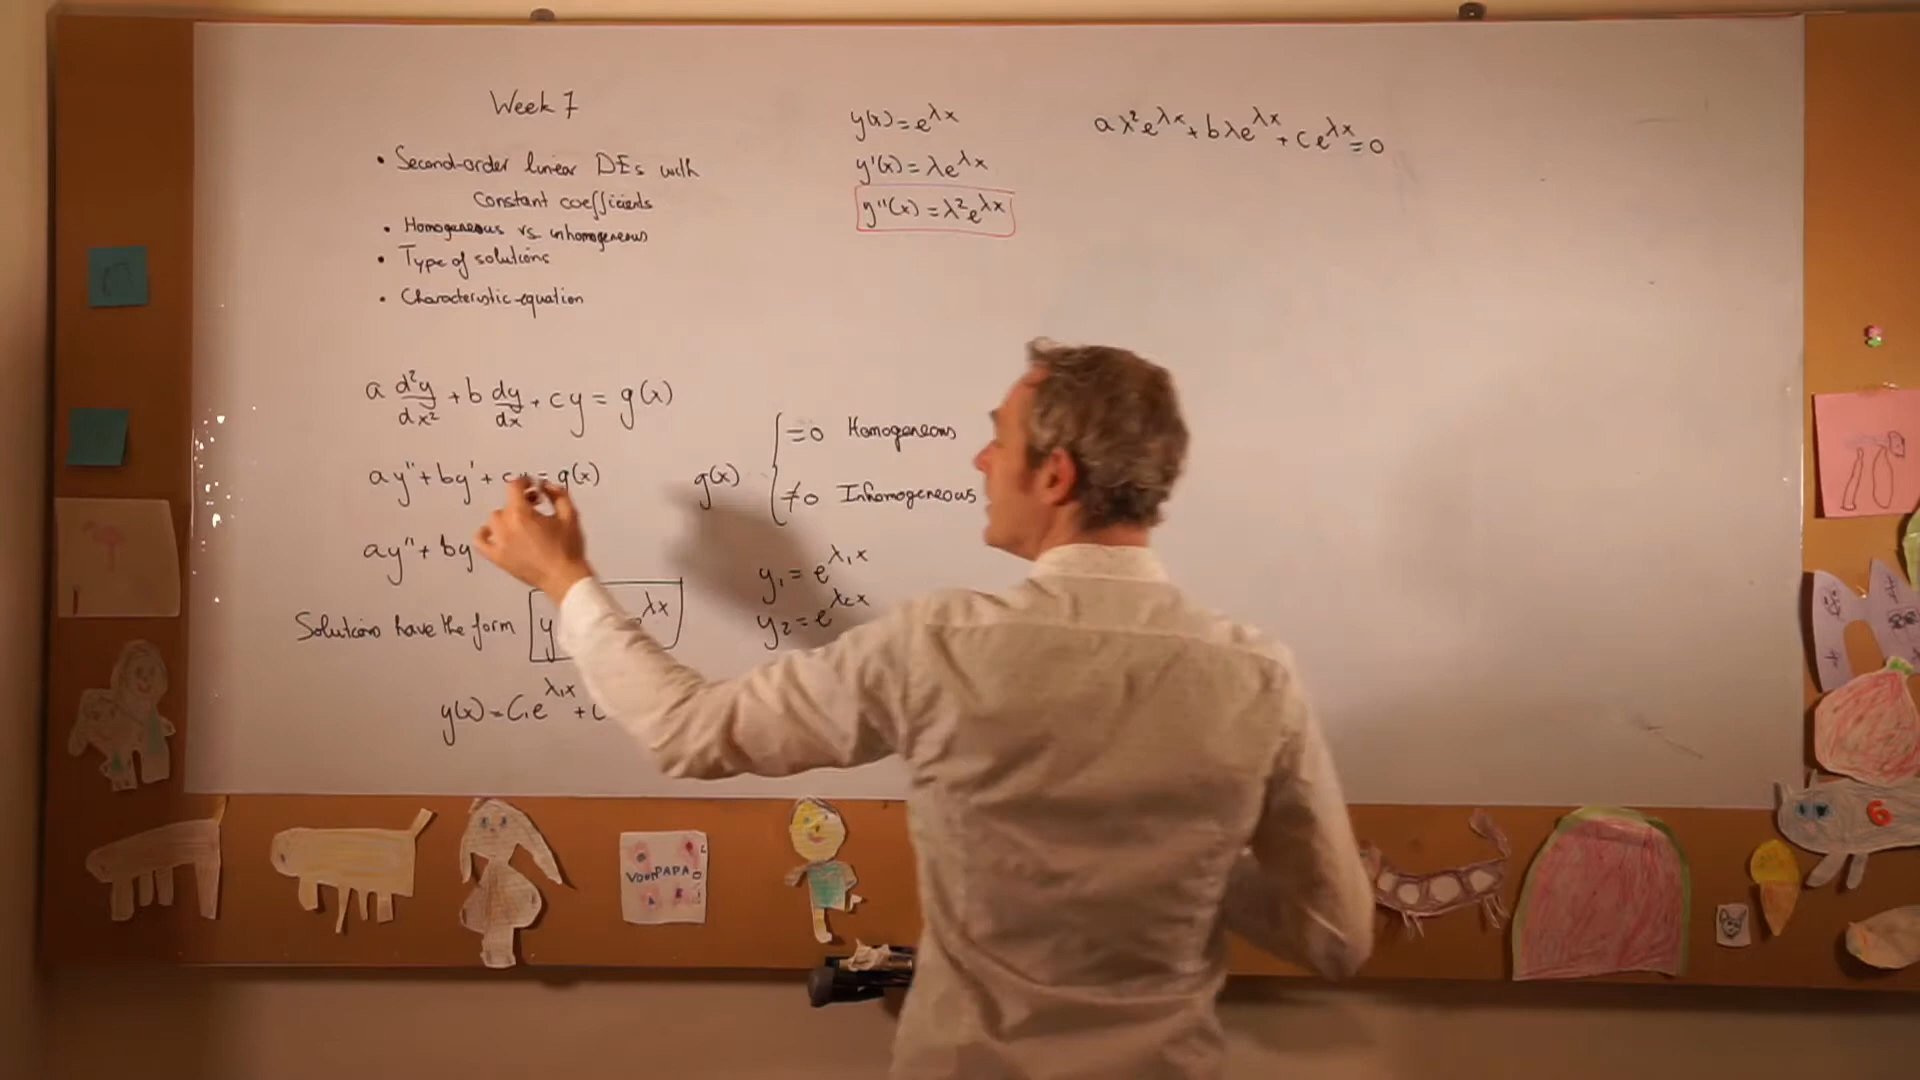 Week 7
• Second-order linear DEs with
constant coefficients
• Homogeneous vs inhomogeneous
• Type of solutions
• Characteristic equation
a d²y/dx² + b dy/dx + cy = g(x)
ay'' + by' + cy = g(x)
ay'' + by
Solutions have the form y e^λx
y(x) = C₁e^λ₁x + C
g(x) { =0 Homogeneous
≠0 Inhomogeneous
y₁ = e^λ₁x
y₂ = e^λ₂x
y(x) = e^λx
y'(x) = λe^λx
y''(x) = λ²e^λx
aλ²e^λx + bλe^λx + ce^λx = 0
VOOR PAPA
6